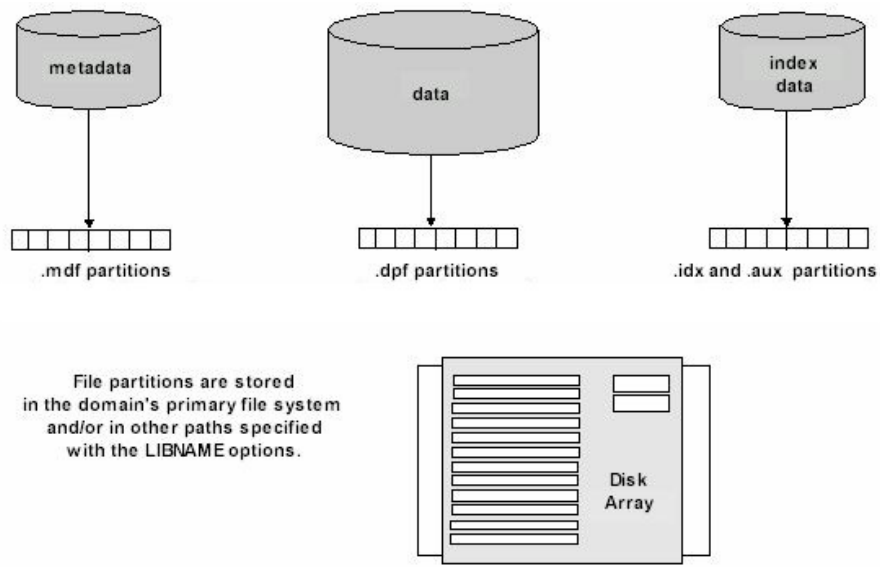 metadata
data
index
data
.mdf partitions
.dpf partitions
.idx and .aux partitions
File partitions are stored
in the domain's primary file system
and/or in other paths specified
with the LIBNAME options.
Disk
Array